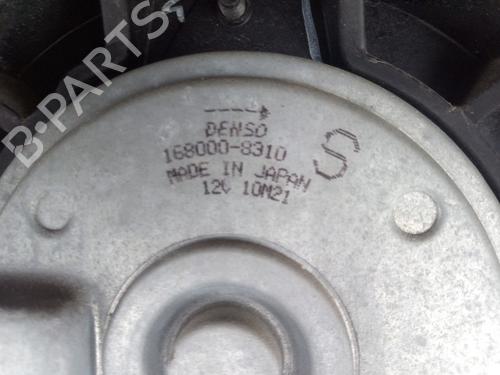 B-PARTS
DENSO
168000-8310
S
MADE IN JAPAN
12V 10M21